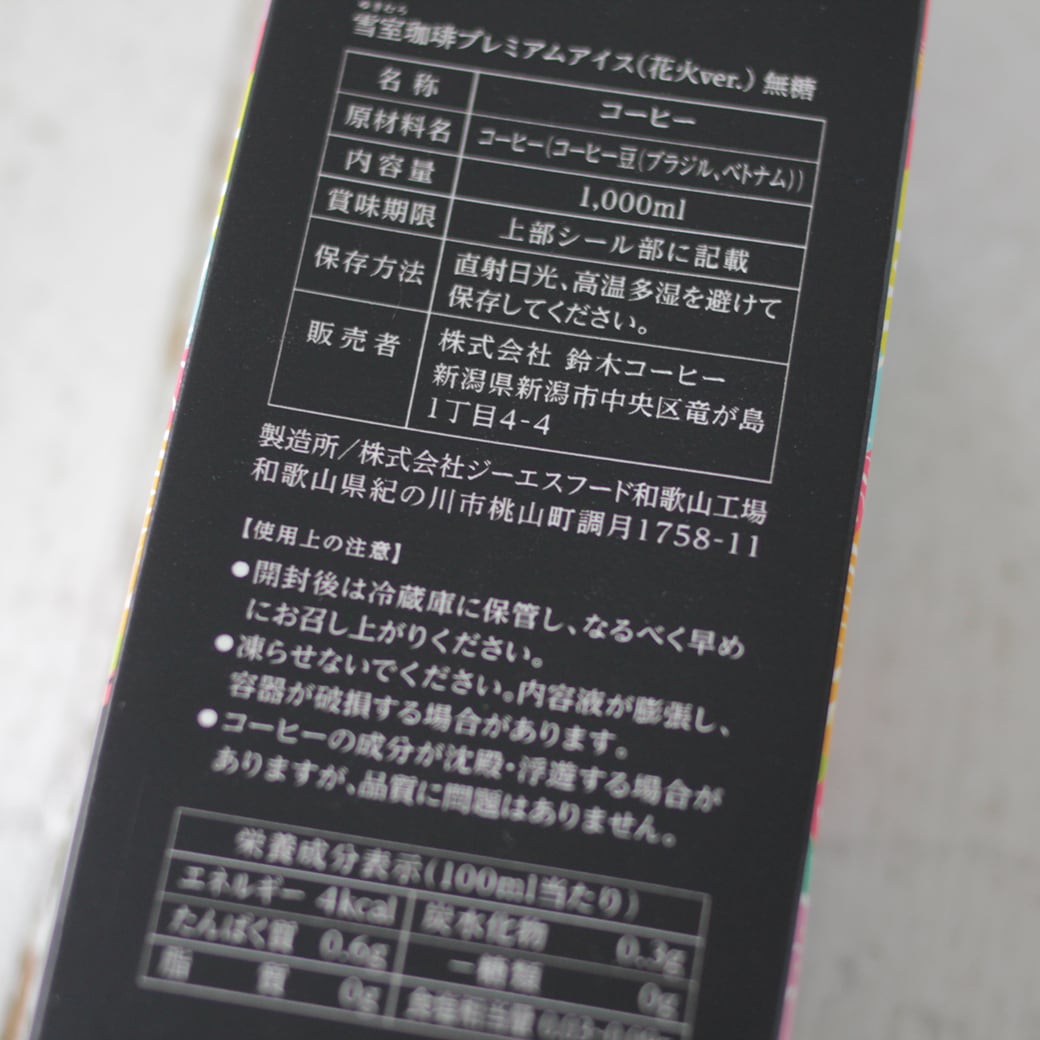 ゆきむろ
雪室珈琲プレミアムアイス(花火ver.) 無糖
名称 コーヒー
原材料名 コーヒー(コーヒー豆(ブラジル、ベトナム))
内容量 1,000ml
賞味期限 上部シール部に記載
保存方法 直射日光、高温多湿を避けて
保存してください。
販売者 株式会社 鈴木コーヒー
新潟県新潟市中央区竜が島
1丁目4-4
製造所/株式会社ジーエスフード和歌山工場
和歌山県紀の川市桃山町調月1758-11
【使用上の注意】
●開封後は冷蔵庫に保管し、なるべく早め
にお召し上がりください。
●凍らせないでください。内容液が膨張し、
容器が破損する場合があります。
●コーヒーの成分が沈殿・浮遊する場合が
ありますが、品質に問題はありません。
栄養成分表示(100ml当たり)
エネルギー 4kcal 炭水化物 0.3g
たんぱく質 0.6g −糖類 0g
脂質 0g 食塩相当量